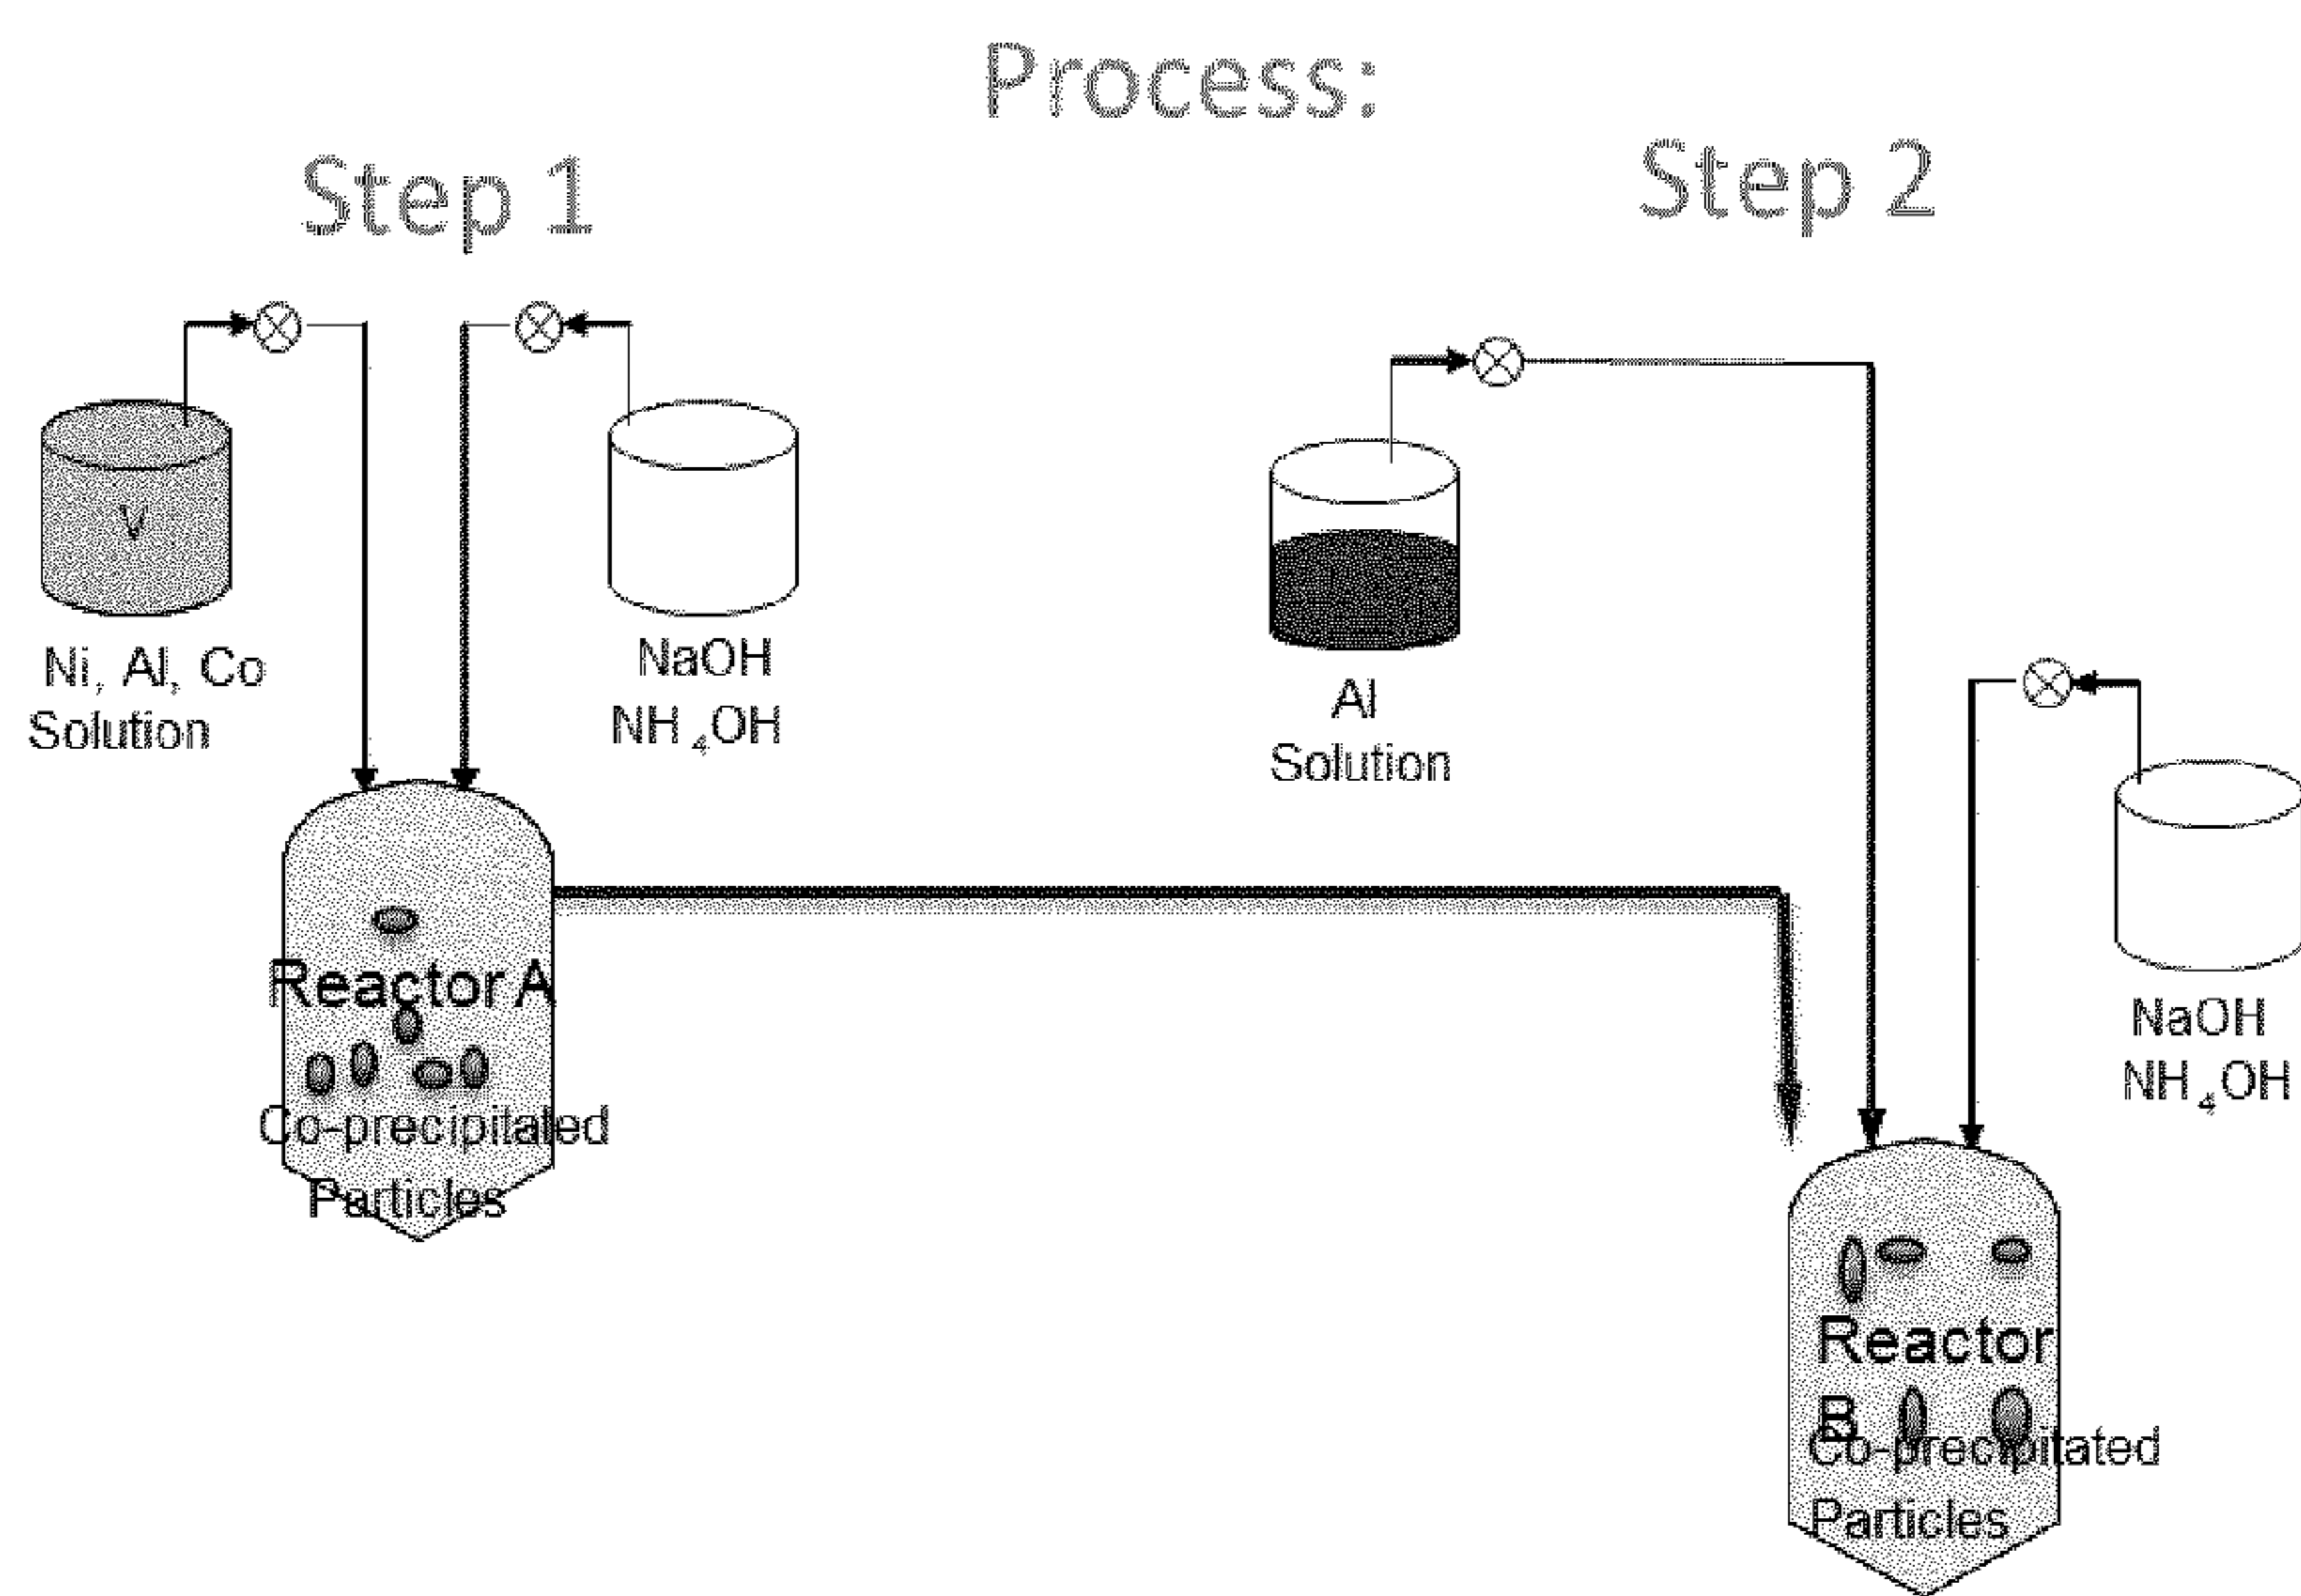 Process:
Step 1
Step 2
Ni, Al, Co
Solution
NaOH
NH4OH
Al
Solution
NaOH
NH4OH
Reactor A
Co-precipitated
Particles
Reactor
B
Co-precipitated
Particles